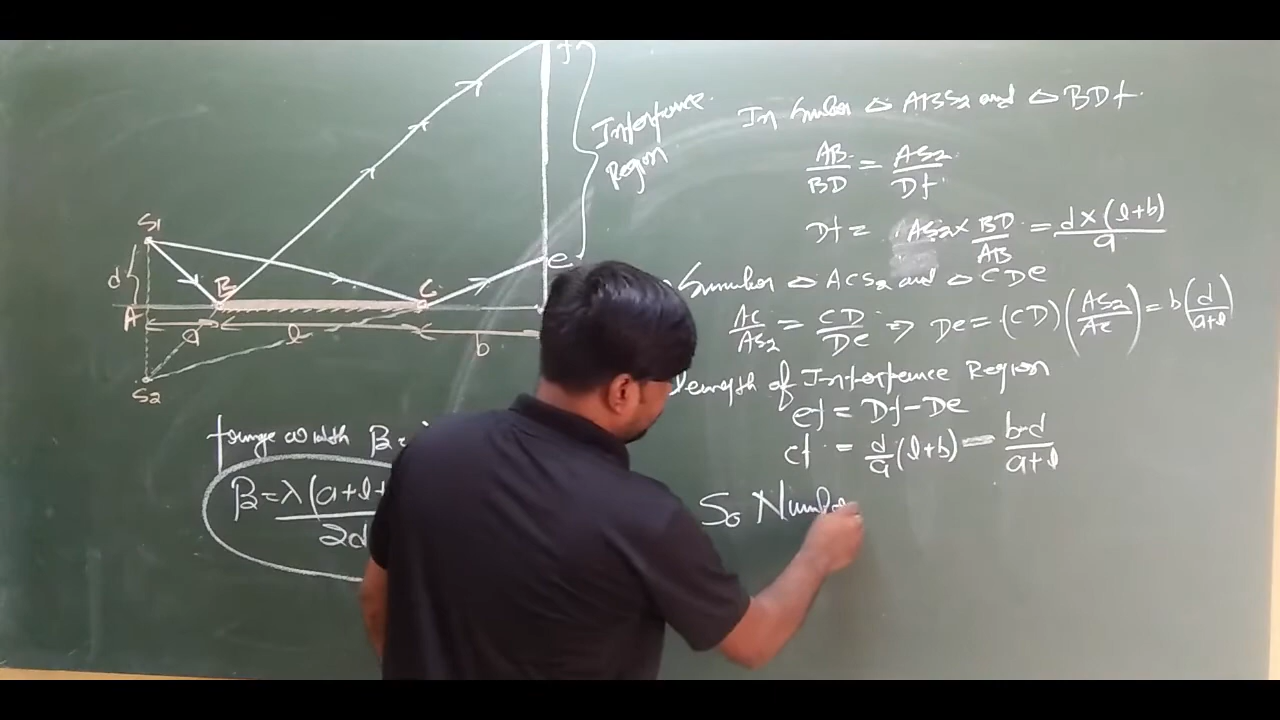 f
Interference
Region
S1
d
A
B
C
e
a
l
b
S2
fringe width β =
β = λ(a+l+
2d
In Similar △ ABS2 and △ BDf.
AB/BD = AS2/Df
Df = AS2 × BD/AB = d×(l+b)/a
Similar △ ACS2 and △ CDe
AC/AS2 = CD/De ⇒ De = (CD)(AS2/AC) = b(d/a+l)
length of Interference Region
ef = Df - De
ef = d/a (l+b) - b·d/a+l
So Number